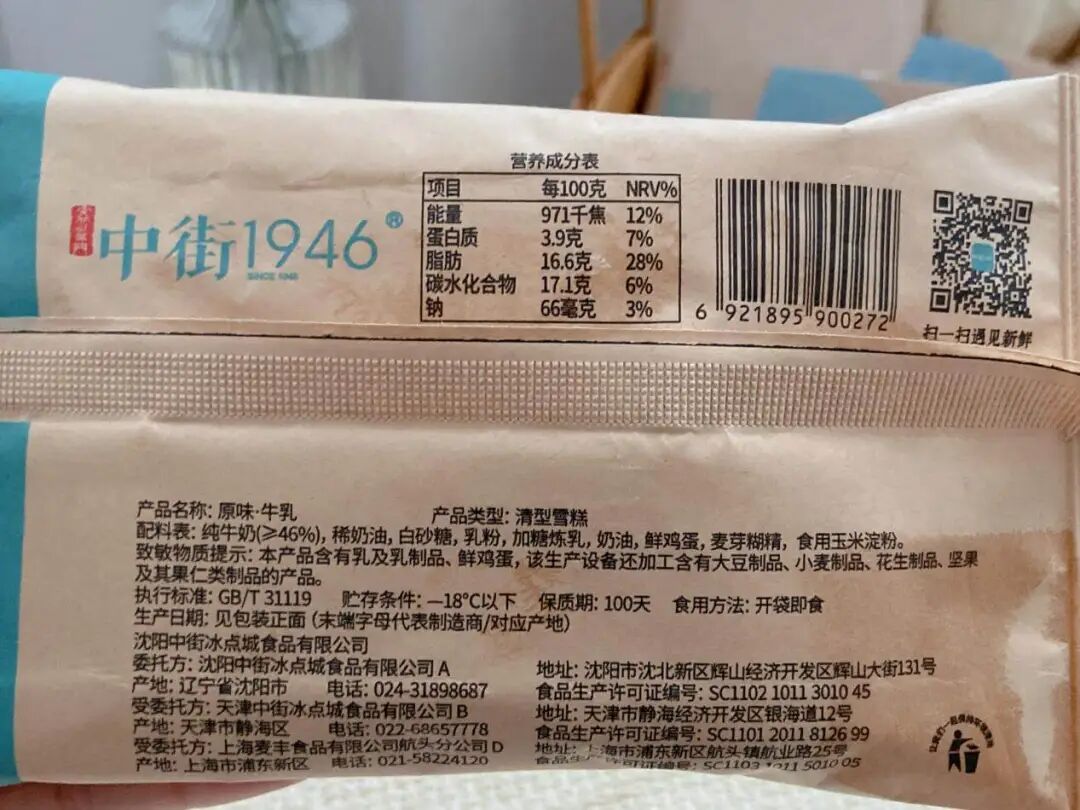 中街1946®
SINCE 1946
营养成分表
项目 每100克 NRV%
能量 971千焦 12%
蛋白质 3.9克 7%
脂肪 16.6克 28%
碳水化合物 17.1克 6%
钠 66毫克 3%
6 921895 900272
扫一扫遇见新鲜
产品名称: 原味·牛乳 产品类型: 清型雪糕
配料表: 纯牛奶(≥46%), 稀奶油, 白砂糖, 乳粉, 加糖炼乳, 奶油, 鲜鸡蛋, 麦芽糊精, 食用玉米淀粉。
致敏物质提示: 本产品含有乳及乳制品、鲜鸡蛋, 该生产设备还加工含有大豆制品、小麦制品、花生制品、坚果
及其果仁类制品的产品。
执行标准: GB/T 31119 贮存条件: —18℃以下 保质期: 100天 食用方法: 开袋即食
生产日期: 见包装正面 (末端字母代表制造商/对应产地)
沈阳中街冰点城食品有限公司
委托方: 沈阳中街冰点城食品有限公司 A 地址: 沈阳市沈北新区辉山经济开发区辉山大街131号
产地: 辽宁省沈阳市 电话: 024-31898687 食品生产许可证编号: SC1102 1011 3010 45
受委托方: 天津中街冰点城食品有限公司 B 地址: 天津市静海经济开发区银海道12号
产地: 天津市静海区 电话: 022-68657778 食品生产许可证编号: SC1101 2011 8126 99
受委托方: 上海麦丰食品有限公司航头分公司 D 地址: 上海市浦东新区航头镇航业路25号
产地: 上海市浦东新区 电话: 021-58224120 食品生产许可证编号: SC1103 1011 5010 05